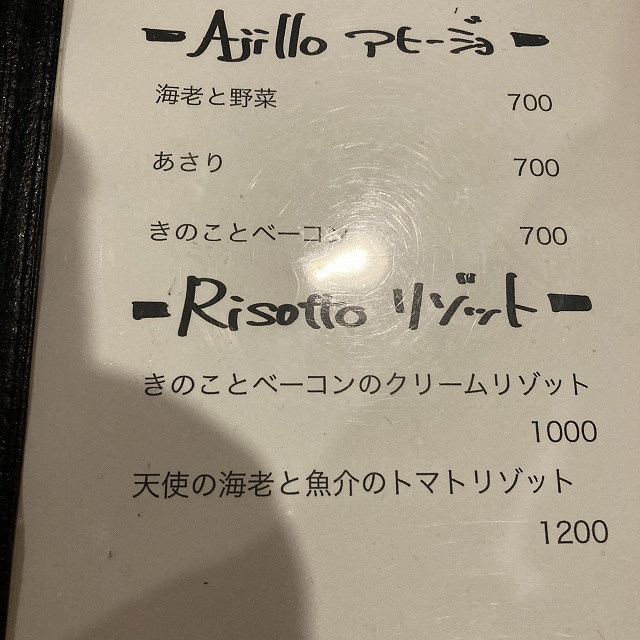 - Ajillo アヒージョ -
海老と野菜 700
あさり 700
きのことベーコン 700
- Risotto リゾット -
きのことベーコンのクリームリゾット
1000
天使の海老と魚介のトマトリゾット
1200